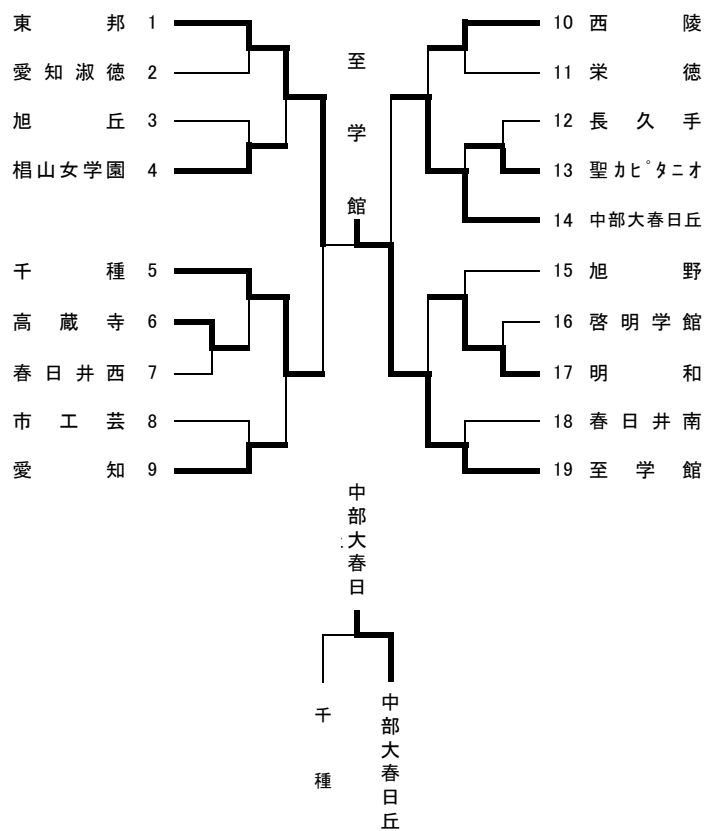 東邦 1
愛知淑徳 2
旭丘 3
椙山女学園 4
千種 5
高蔵寺 6
春日井西 7
市工芸 8
愛知 9
至学館
10 西陵
11 栄徳
12 長久手
13 聖カピタニオ
14 中部大春日丘
15 旭野
16 啓明学館
17 明和
18 春日井南
19 至学館
中部大春日
千種
中部大春日丘